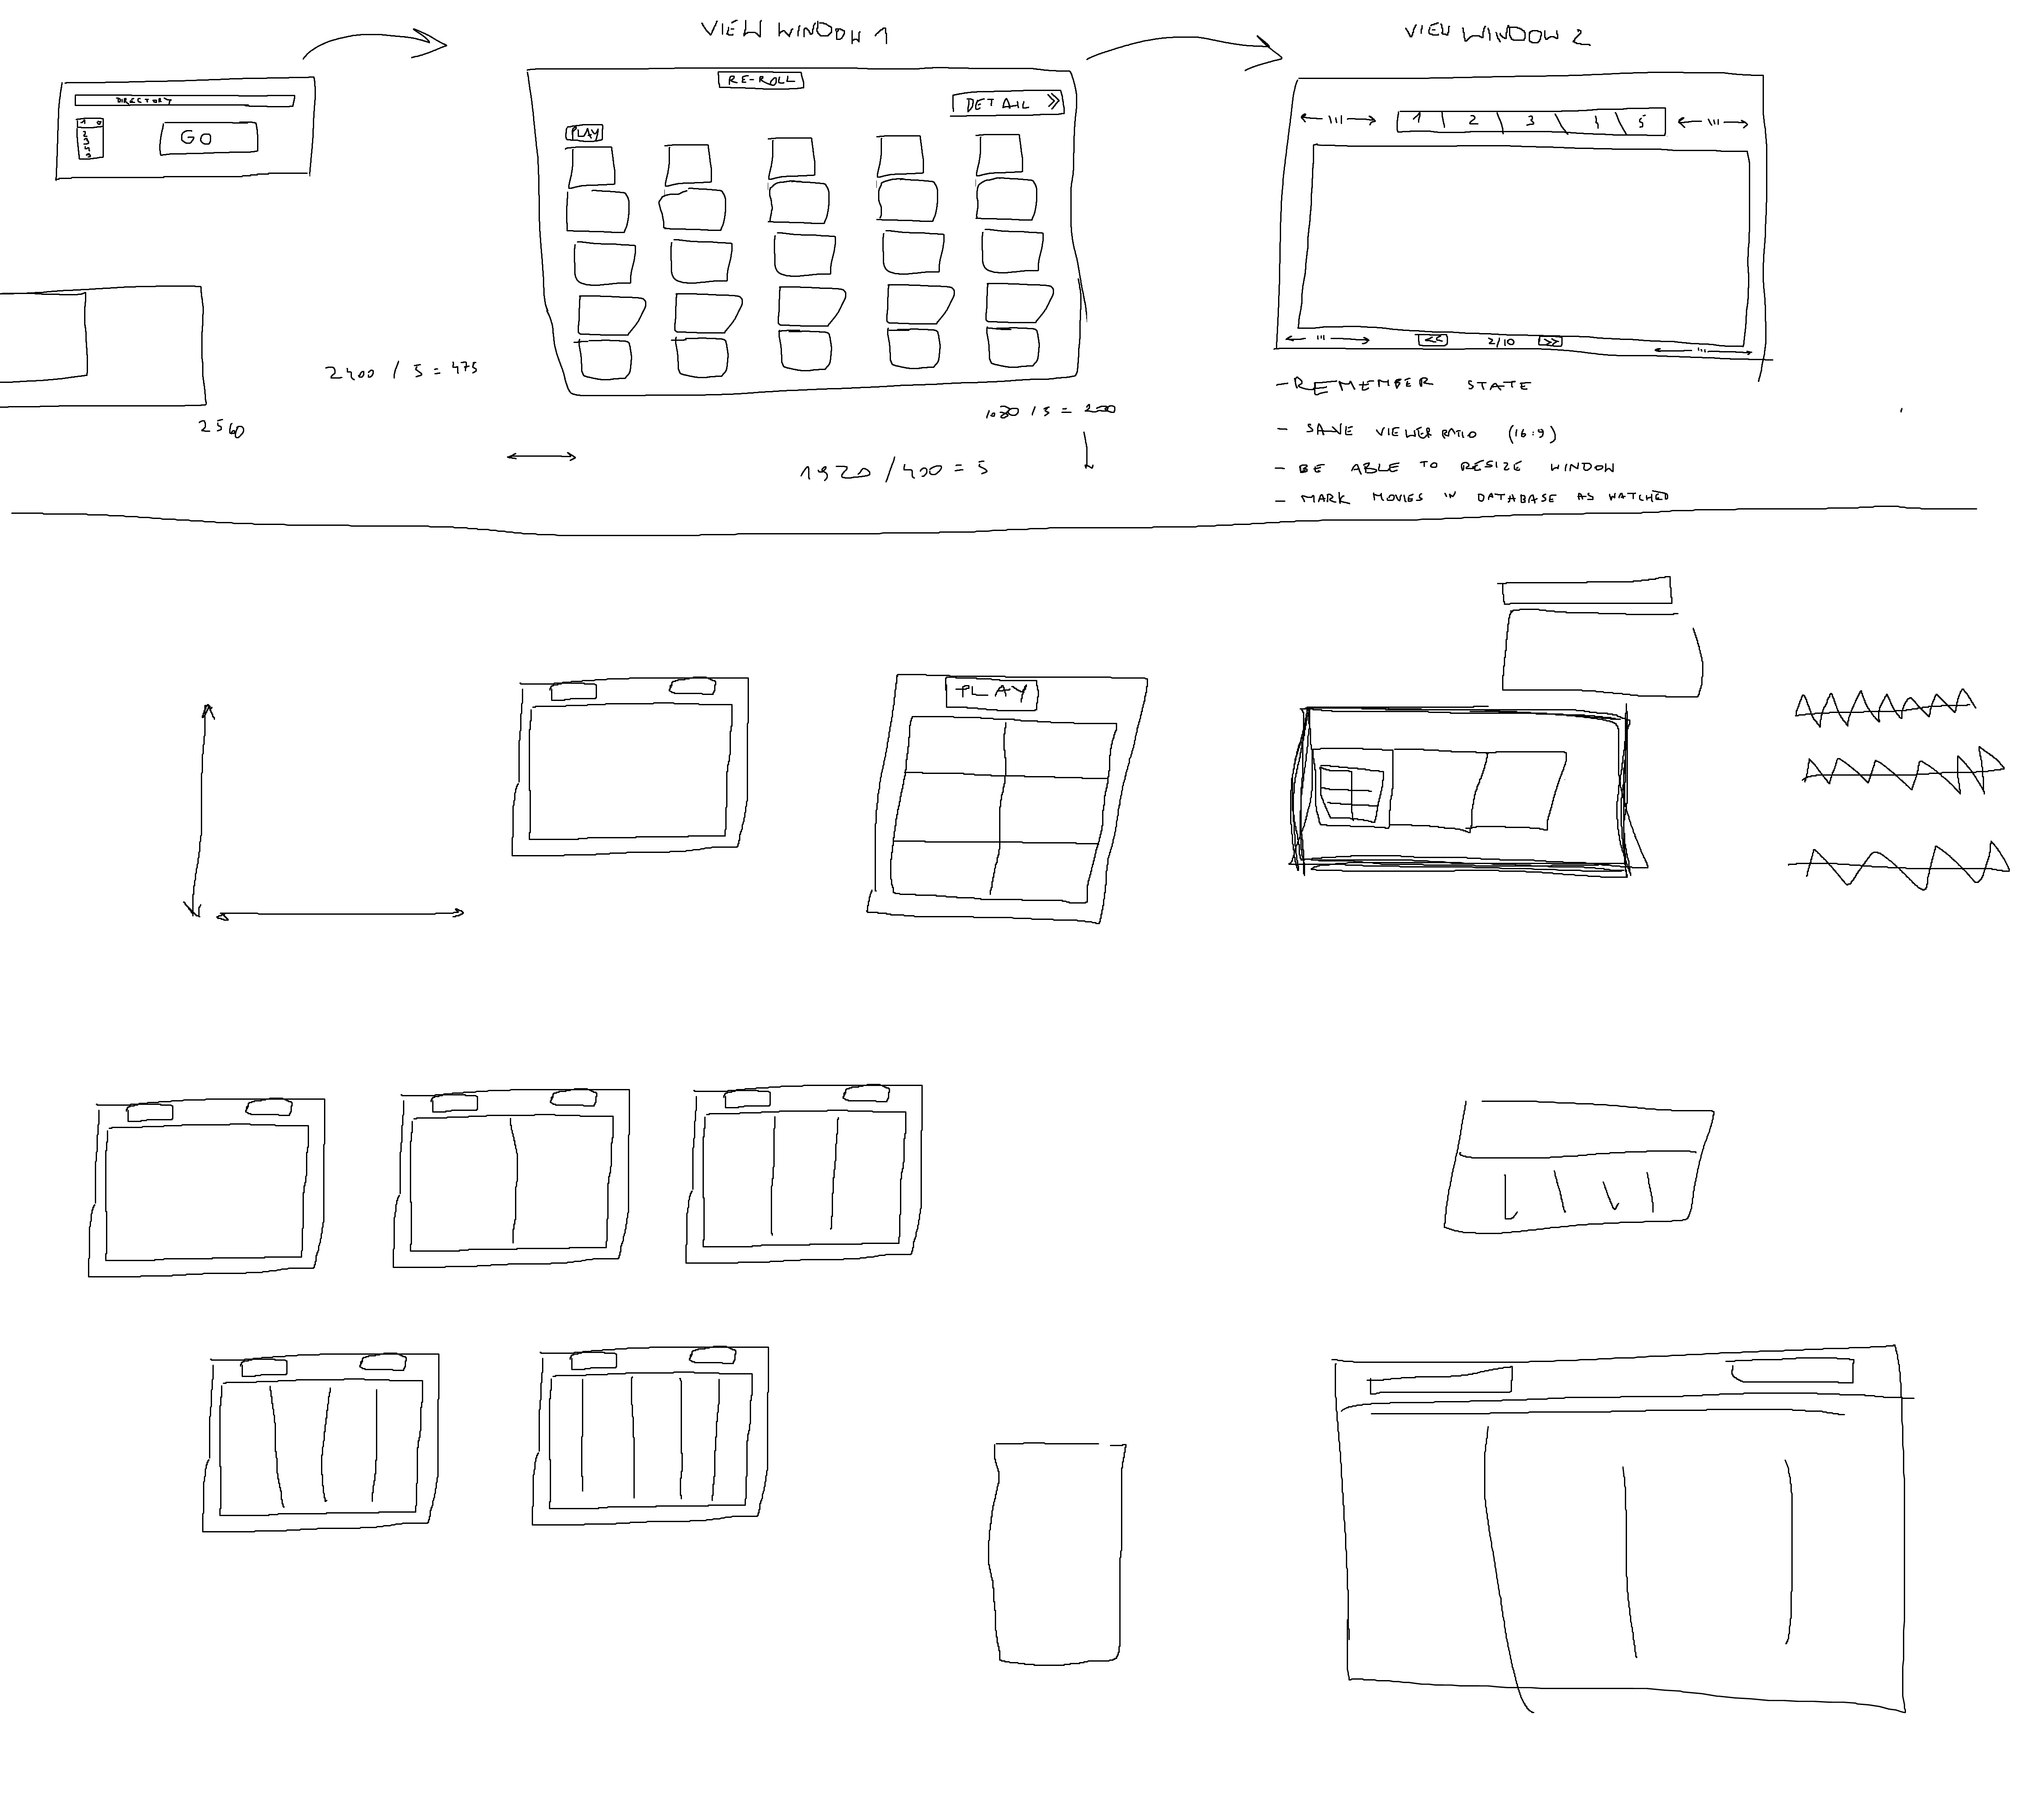 VIEW WINDOW 1
VIEW WINDOW 2
RE-ROLL
DIRECTORY
DETAIL >>
1 2 3 4 5
GO
PLAY
<< 2/10 >>
2400 / 5 = 475
- REMEMBER STATE
1080 / 5 = 200
2560
- SAVE VIEWER RATIO (16:9)
1920 / 400 = 5
- BE ABLE TO RESIZE WINDOW
- MARK MOVIES IN DATABASE AS WATCHED
PLAY